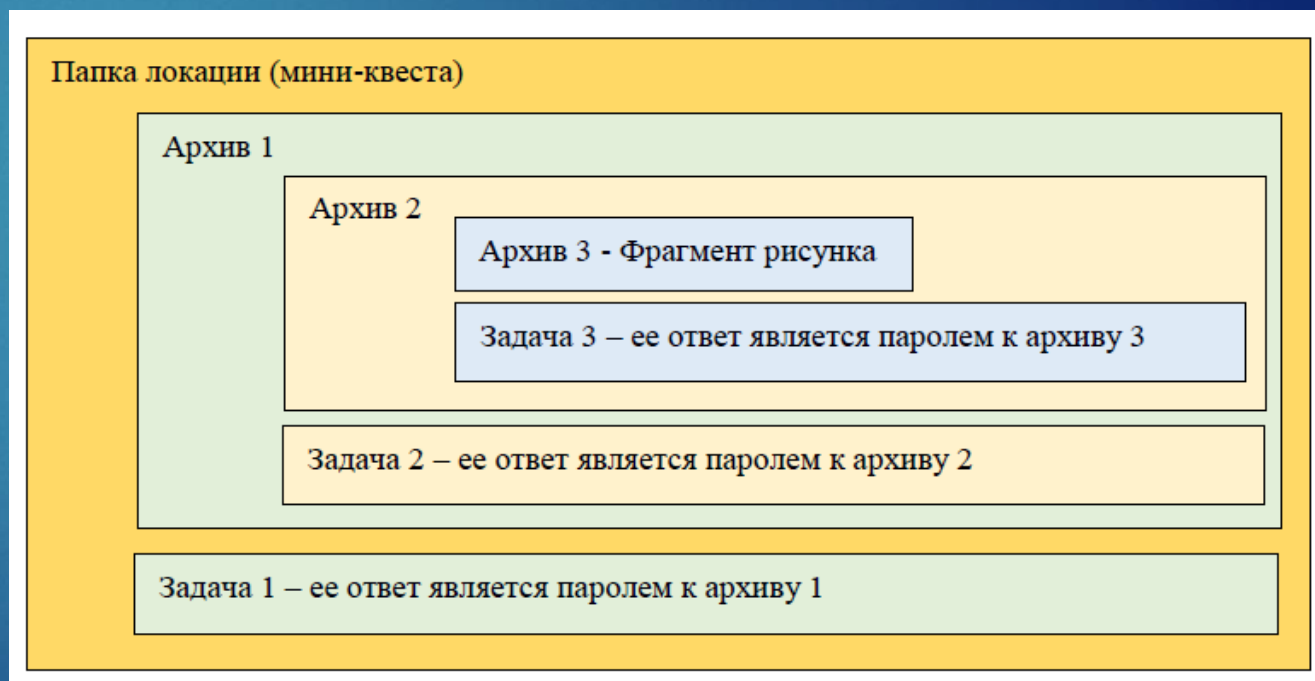 Папка локации (мини-квеста)
Архив 1
Архив 2
Архив 3 - Фрагмент рисунка
Задача 3 – ее ответ является паролем к архиву 3
Задача 2 – ее ответ является паролем к архиву 2
Задача 1 – ее ответ является паролем к архиву 1